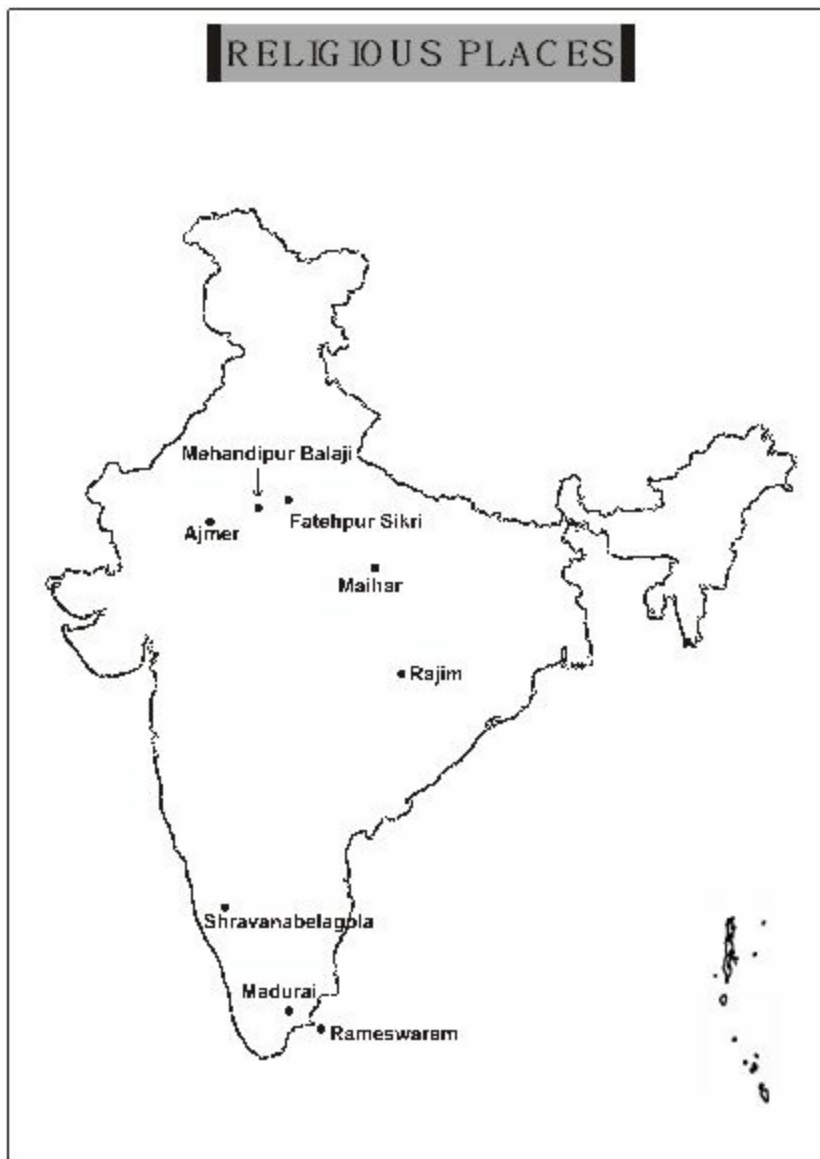 RELIGIOUS PLACES
Mehandipur Balaji
Fatehpur Sikri
Ajmer
Maihar
Rajim
Shravanabelagola
Madurai
Rameswaram